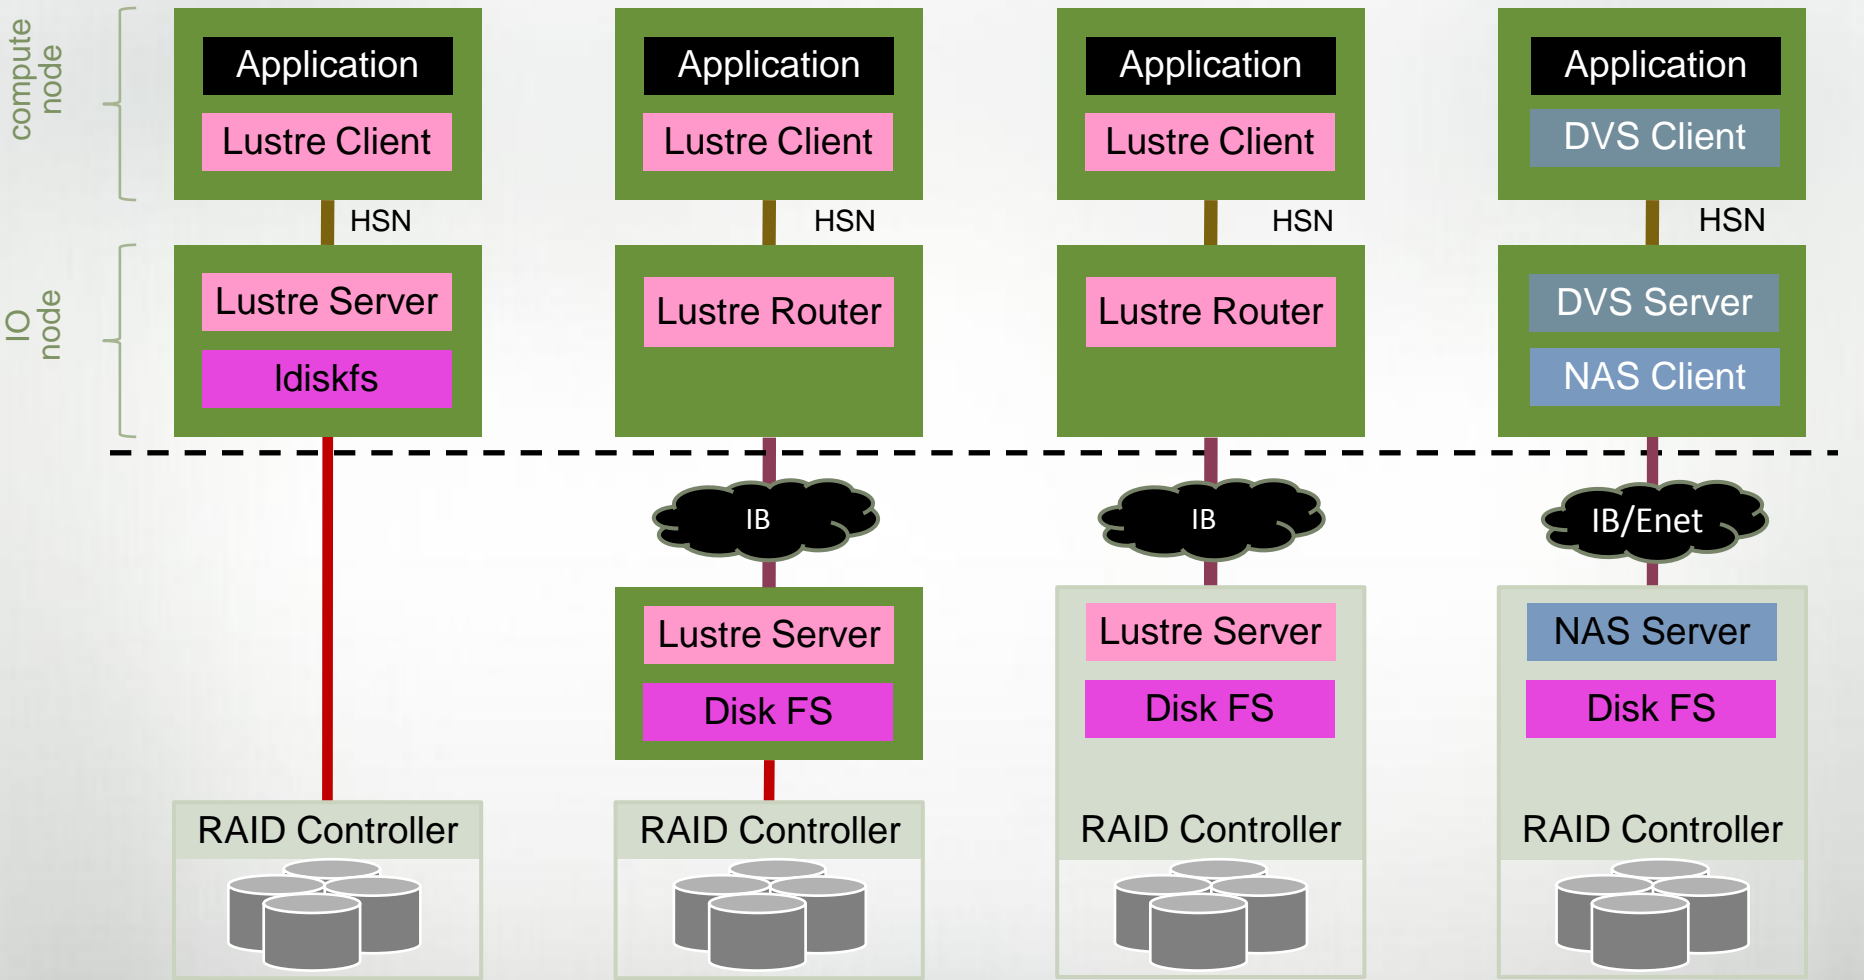 compute
node
Application
Application
Application
Application
Lustre Client
Lustre Client
Lustre Client
DVS Client
HSN
HSN
HSN
HSN
IO
node
Lustre Server
Lustre Router
Lustre Router
DVS Server
ldiskfs
NAS Client
IB
IB
IB/Enet
Lustre Server
Lustre Server
NAS Server
Disk FS
Disk FS
Disk FS
RAID Controller
RAID Controller
RAID Controller
RAID Controller